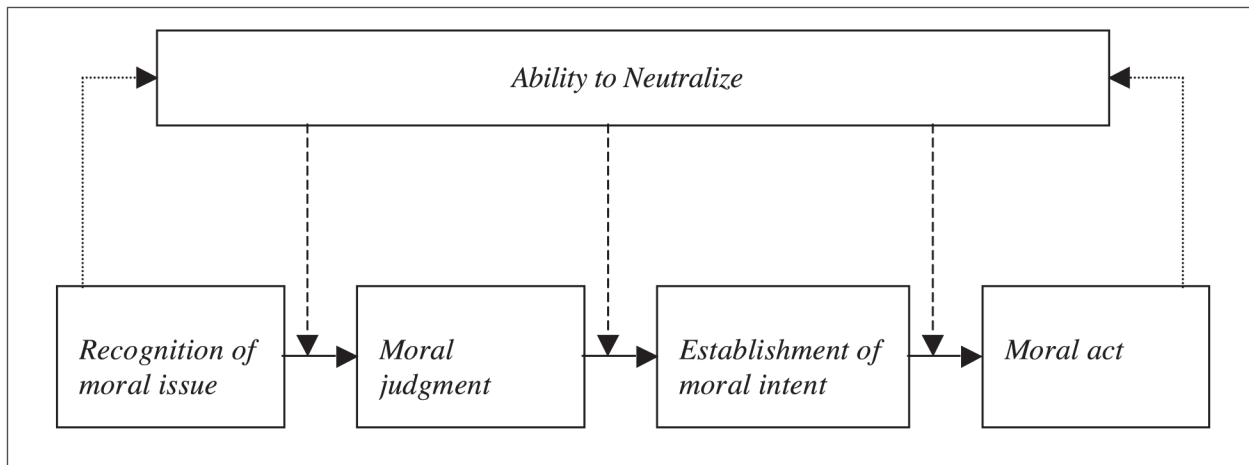 Ability to Neutralize
Recognition of
moral issue
Moral
judgment
Establishment of
moral intent
Moral act